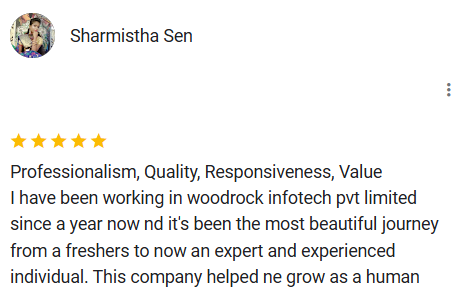 Sharmistha Sen
Professionalism, Quality, Responsiveness, Value
I have been working in woodrock infotech pvt limited
since a year now nd it's been the most beautiful journey
from a freshers to now an expert and experienced
individual. This company helped ne grow as a human